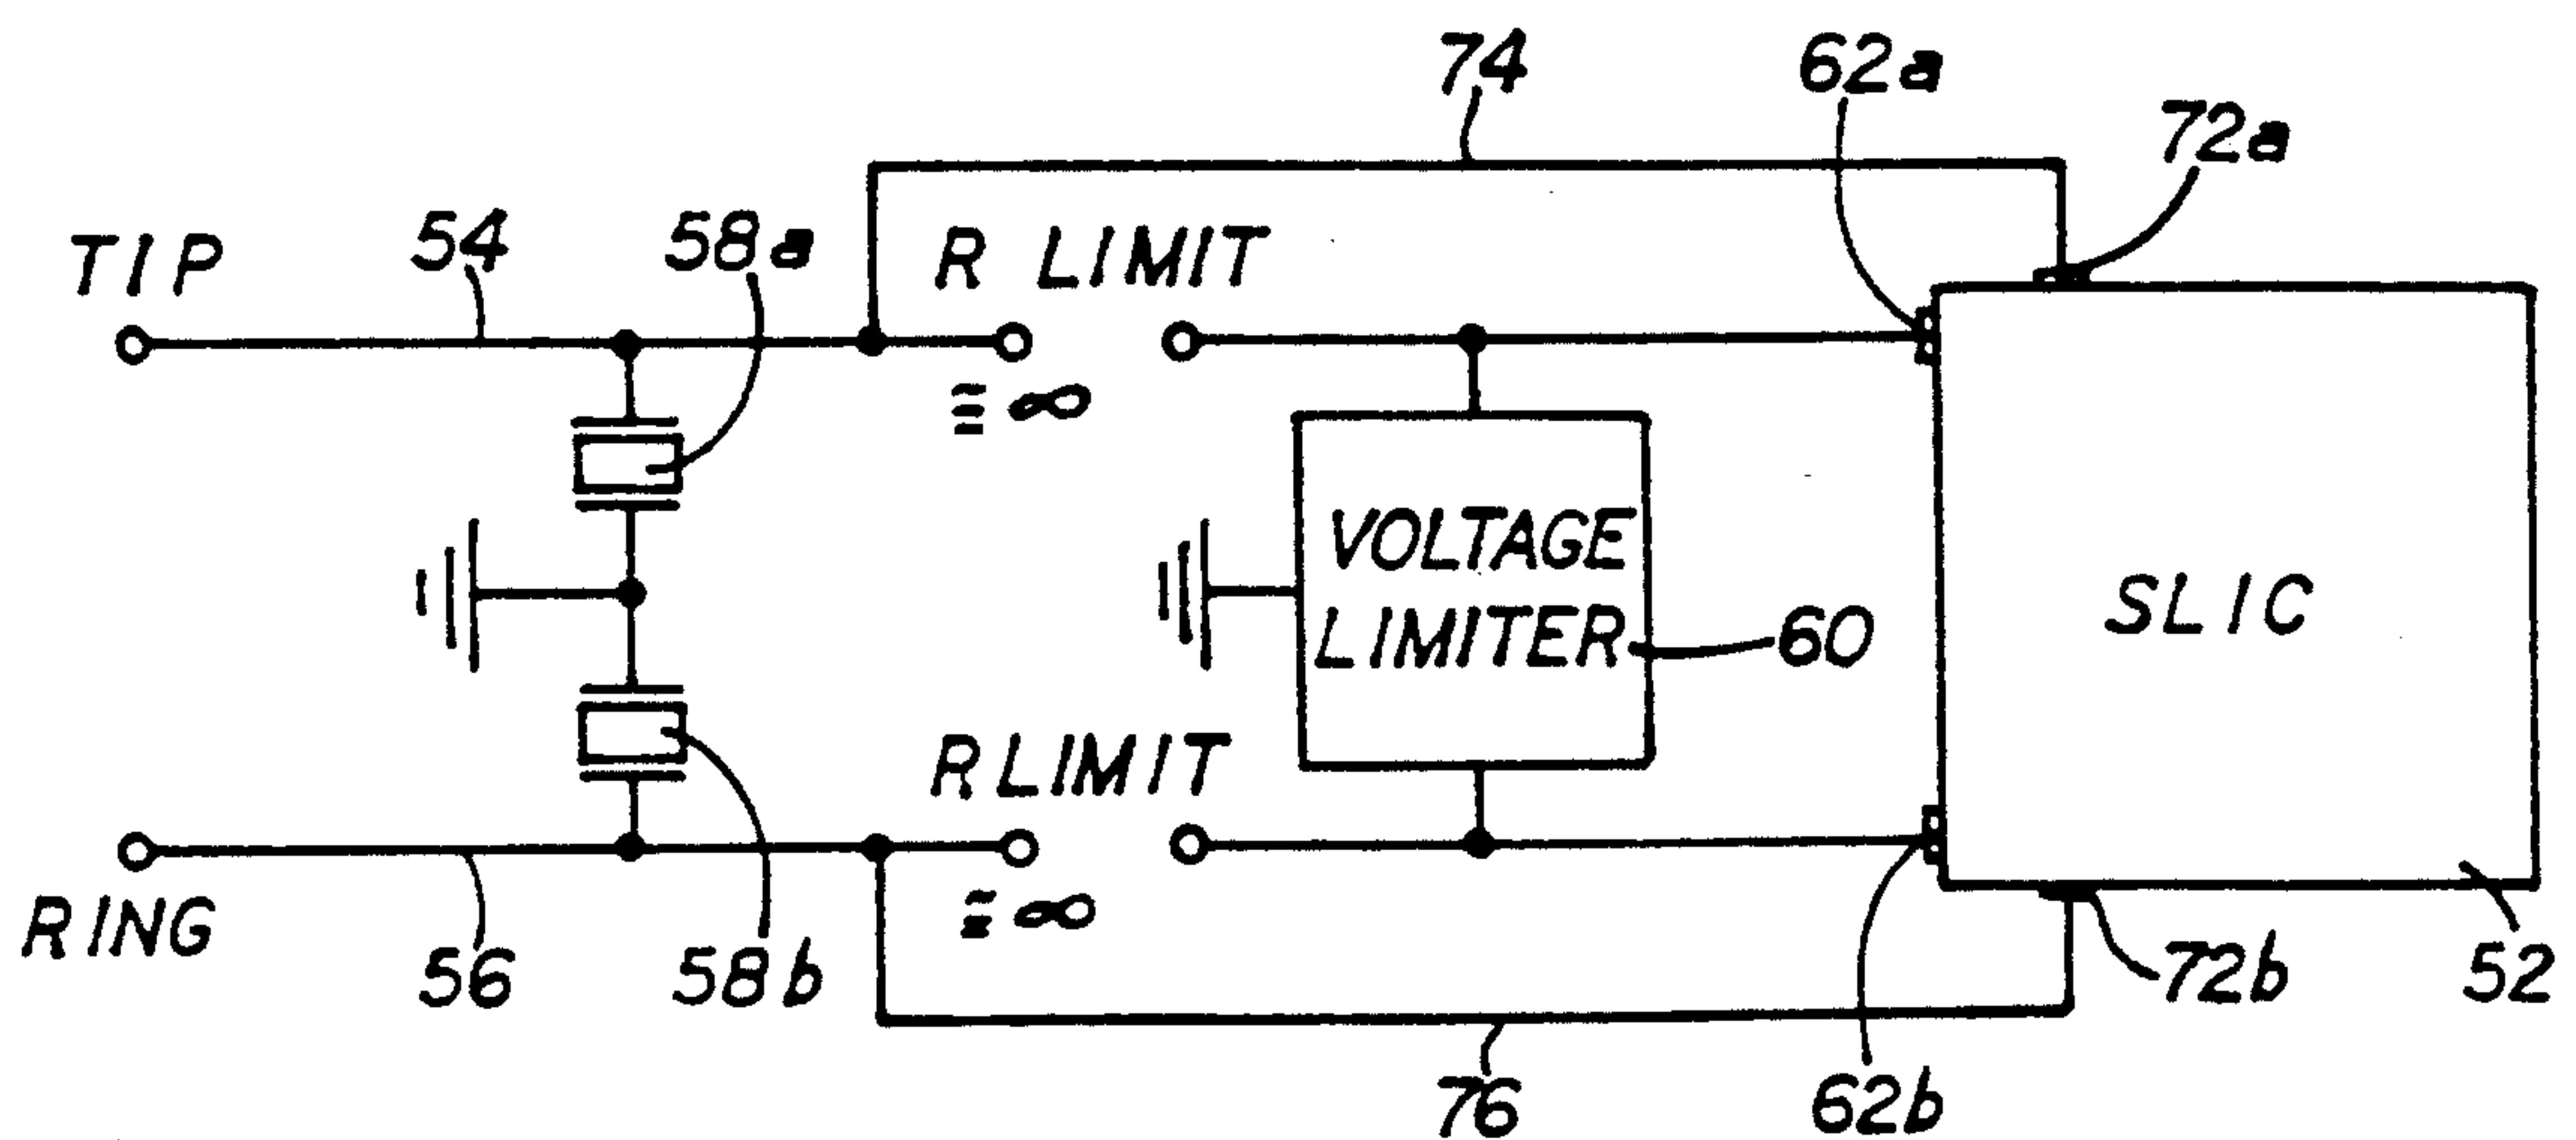 74
62a
72a
54
58a
TIP
R LIMIT
≡ ∞
VOLTAGE
LIMITER
60
SLIC
R LIMIT
≡ ∞
RING
56
58b
72b
52
76
62b